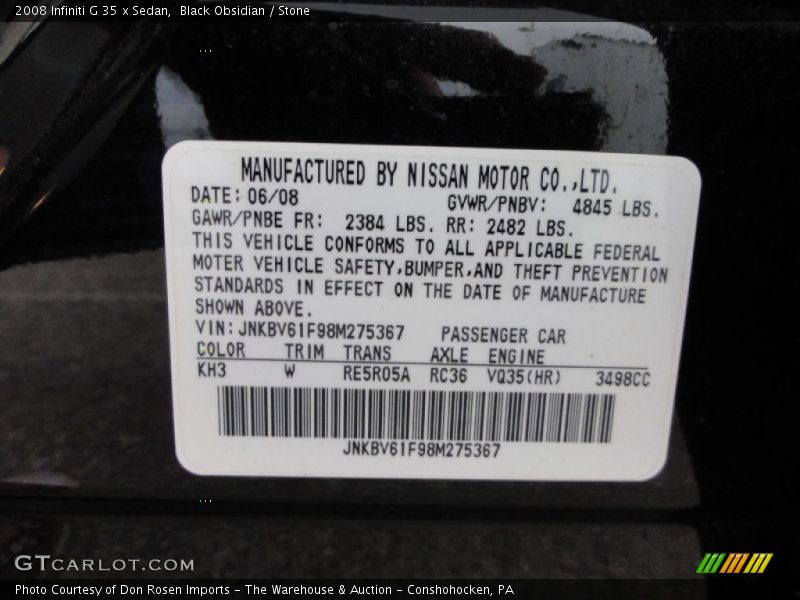 2008 Infiniti G 35 x Sedan,  Black Obsidian / Stone
MANUFACTURED BY NISSAN MOTOR CO.,LTD.
DATE: 06/08 GVWR/PNBV: 4845 LBS.
GAWR/PNBE FR: 2384 LBS. RR: 2482 LBS.
THIS VEHICLE CONFORMS TO ALL APPLICABLE FEDERAL
MOTER VEHICLE SAFETY,BUMPER,AND THEFT PREVENTION
STANDARDS IN EFFECT ON THE DATE OF MANUFACTURE
SHOWN ABOVE.
VIN: JNKBV61F98M275367 PASSENGER CAR
COLOR TRIM TRANS AXLE ENGINE
KH3 W RE5R05A RC36 VQ35(HR) 3498CC
JNKBV61F98M275367
GTCARLOT.COM
Photo Courtesy of Don Rosen Imports – The Warehouse & Auction – Conshohocken, PA